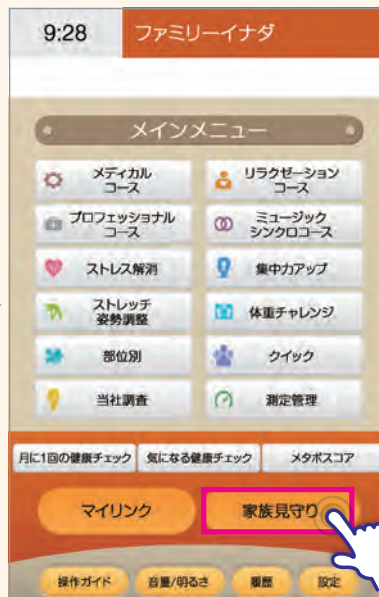 9:28 ファミリーイナダ
メインメニュー
メディカル
コース
リラクゼーション
コース
プロフェッショナル
コース
ミュージック
シンクロコース
ストレス解消
集中力アップ
ストレッチ
姿勢調整
体重チャレンジ
部位別
クイック
当社調査
測定管理
月に1回の健康チェック 気になる健康チェック メタボスコア
マイリンク 家族見守り
操作ガイド 音量/明るさ 履歴 設定